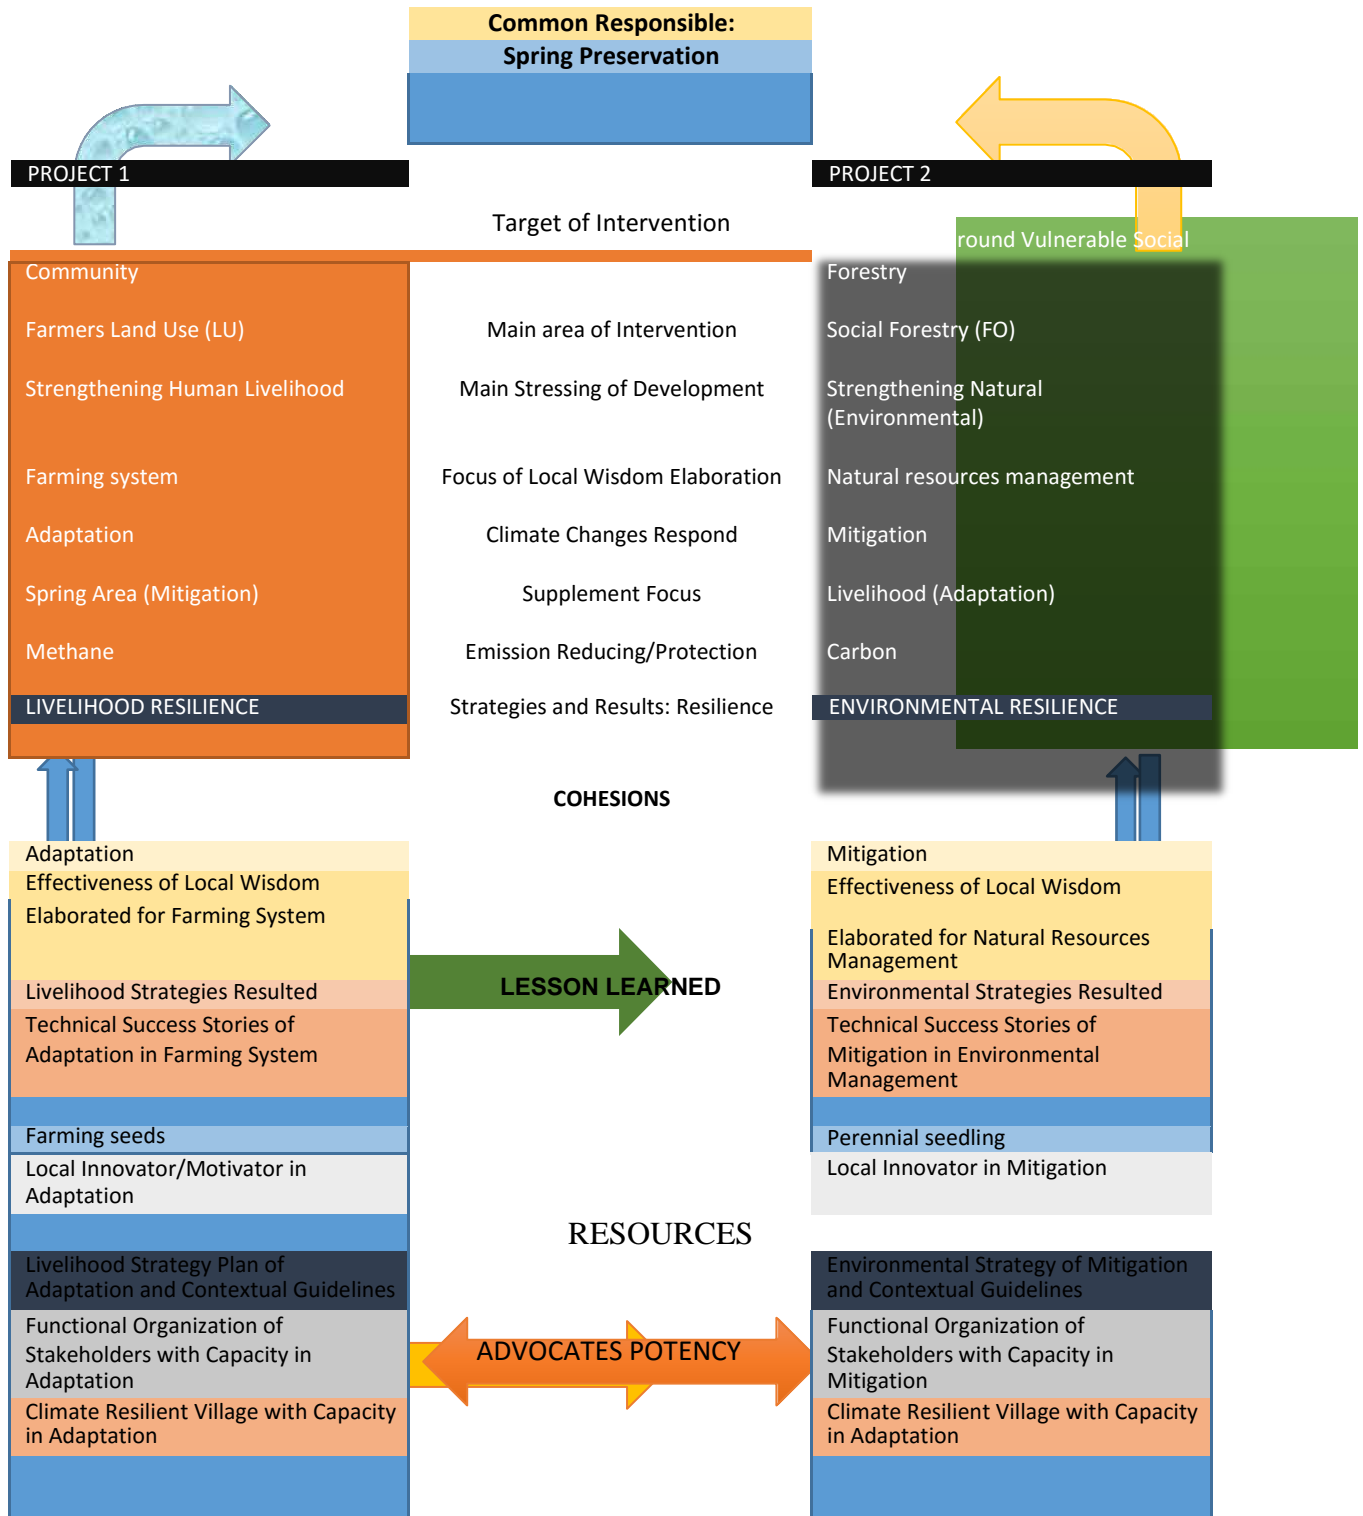 Common Responsible:
Spring Preservation
PROJECT 1
PROJECT 2
Target of Intervention
round Vulnerable Social
Community
Forestry
Farmers Land Use (LU)
Main area of Intervention
Social Forestry (FO)
Strengthening Human Livelihood
Main Stressing of Development
Strengthening Natural
(Environmental)
Farming system
Focus of Local Wisdom Elaboration
Natural resources management
Adaptation
Climate Changes Respond
Mitigation
Spring Area (Mitigation)
Supplement Focus
Livelihood (Adaptation)
Methane
Emission Reducing/Protection
Carbon
LIVELIHOOD RESILIENCE
Strategies and Results: Resilience
ENVIRONMENTAL RESILIENCE
COHESIONS
Adaptation
Effectiveness of Local Wisdom
Elaborated for Farming System
Mitigation
Effectiveness of Local Wisdom
Elaborated for Natural Resources
Management
LESSON LEARNED
Livelihood Strategies Resulted
Technical Success Stories of
Adaptation in Farming System
Environmental Strategies Resulted
Technical Success Stories of
Mitigation in Environmental
Management
Farming seeds
Perennial seedling
Local Innovator/Motivator in
Adaptation
Local Innovator in Mitigation
RESOURCES
Livelihood Strategy Plan of
Adaptation and Contextual Guidelines
Environmental Strategy of Mitigation
and Contextual Guidelines
Functional Organization of
Stakeholders with Capacity in
Adaptation
ADVOCATES POTENCY
Functional Organization of
Stakeholders with Capacity in
Mitigation
Climate Resilient Village with Capacity
in Adaptation
Climate Resilient Village with Capacity
in Adaptation